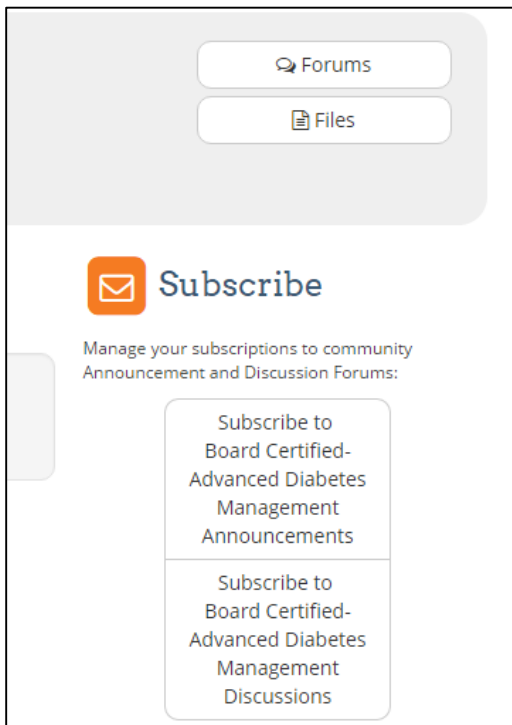 Forums
Files
Subscribe
Manage your subscriptions to community
Announcement and Discussion Forums:
Subscribe to
Board Certified-
Advanced Diabetes
Management
Announcements
Subscribe to
Board Certified-
Advanced Diabetes
Management
Discussions